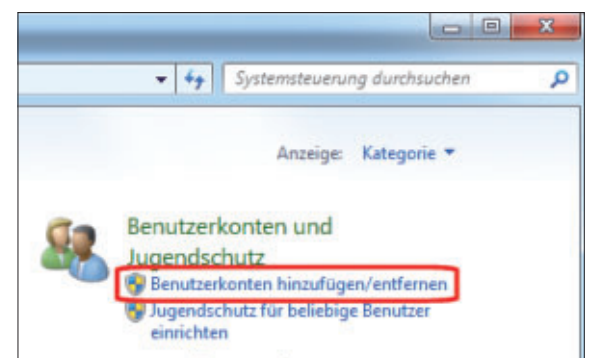 Systemsteuerung durchsuchen
Anzeige: Kategorie
Benutzerkonten und
Jugendschutz
Benutzerkonten hinzufügen/entfernen
Jugendschutz für beliebige Benutzer
einrichten